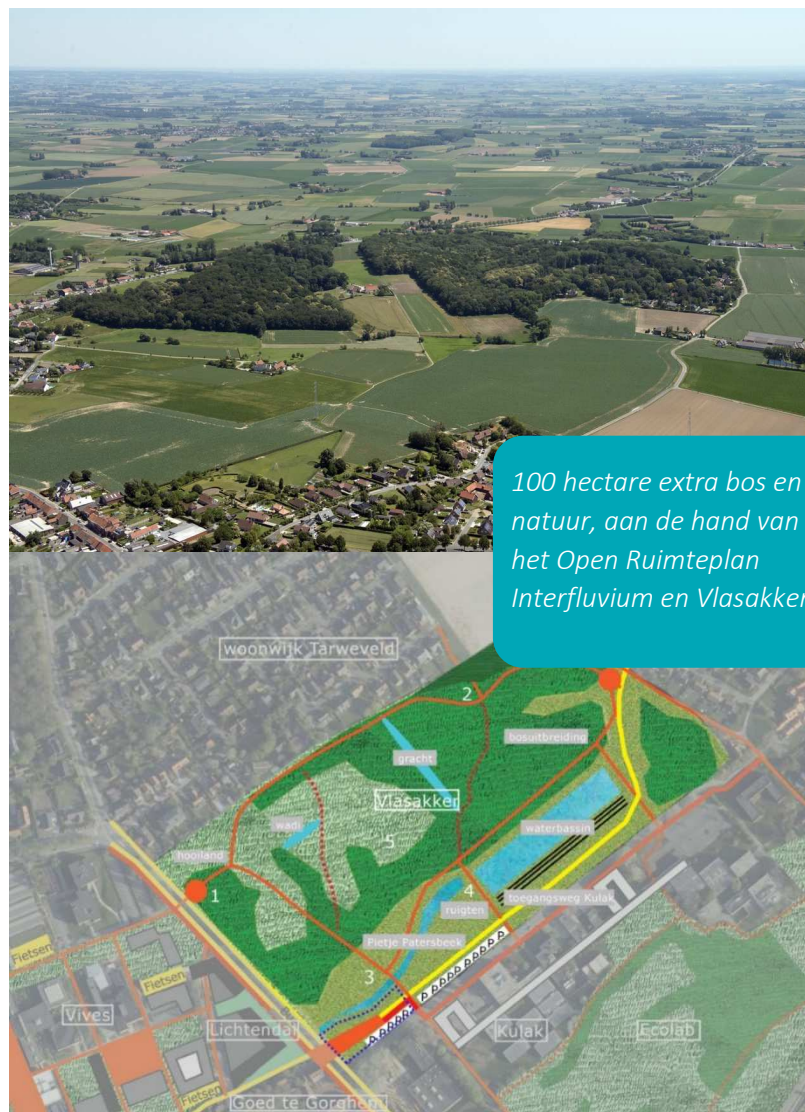 100 hectare extra bos en
natuur, aan de hand van
het Open Ruimteplan
Interfluvium en Vlasakker
woonwijk Tarweveld
2
bosuitbreiding
gracht
Vlasakker
wadi
waterbassin
5
hooiland
1
4
toegangsweg Kulak
ruigten
Pietje Patersbeek
3
P P P P P P P P P P
P P P P P
Fietsen
Fietsen
Vives
Lichtendal
Kulak
Ecolab
Fietsen
Goed te Gorghem